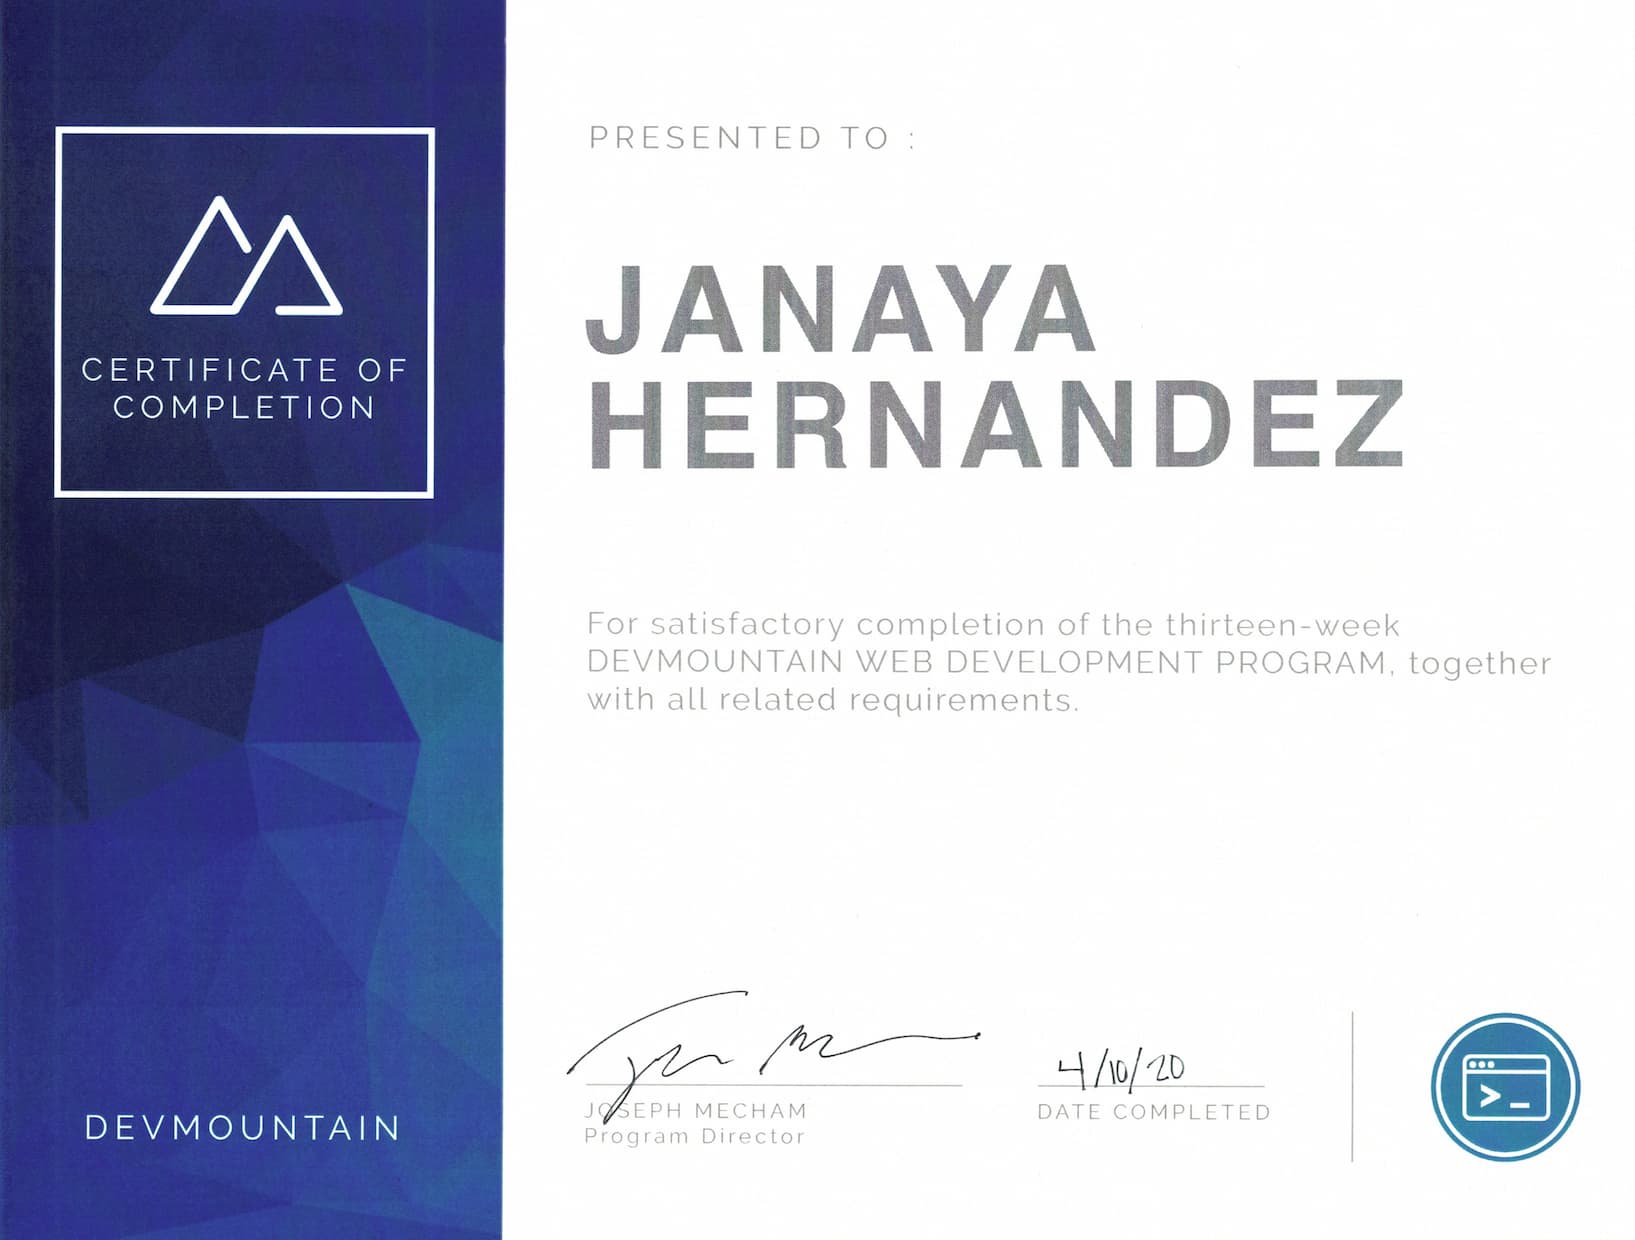 CERTIFICATE OF
COMPLETION
DEVMOUNTAIN
PRESENTED TO :
JANAYA
HERNANDEZ
For satisfactory completion of the thirteen-week
DEVMOUNTAIN WEB DEVELOPMENT PROGRAM, together
with all related requirements.
JOSEPH MECHAM
Program Director
4/10/20
DATE COMPLETED
>_